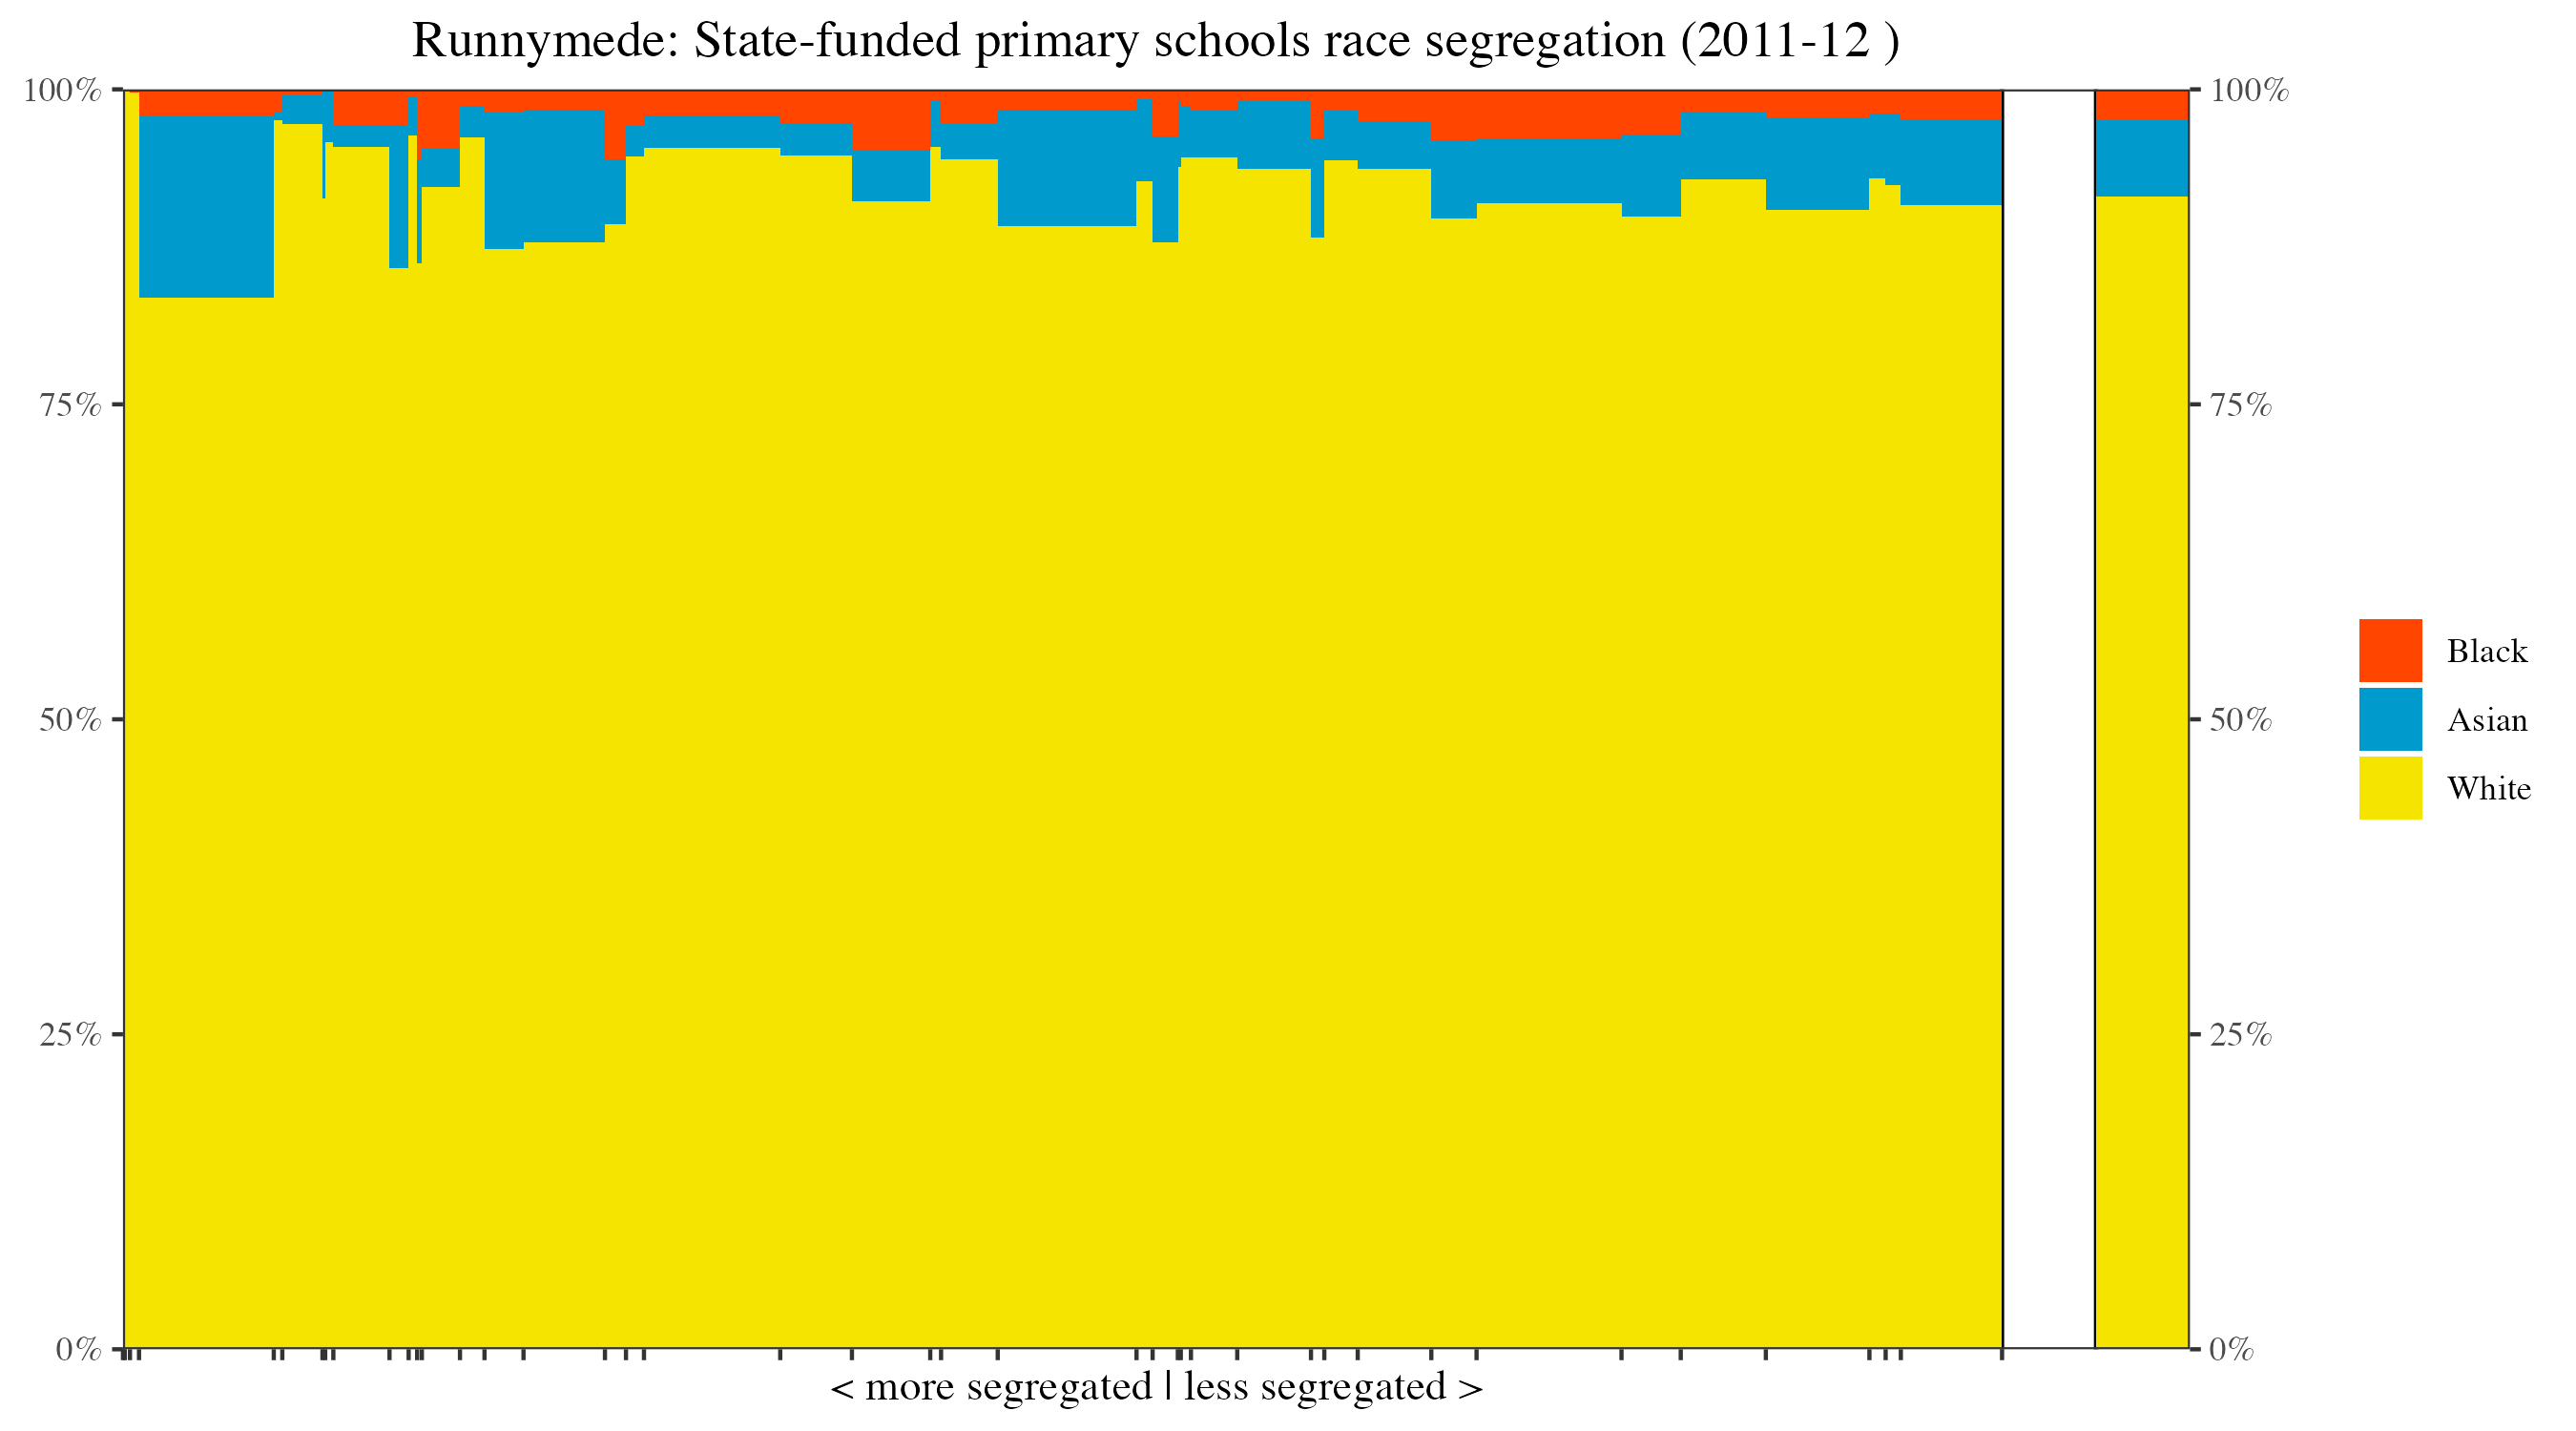 Runnymede: State-funded primary schools race segregation (2011-12 )
100%
75%
50%
25%
0%
100%
75%
50%
25%
0%
< more segregated | less segregated >
Black
Asian
White